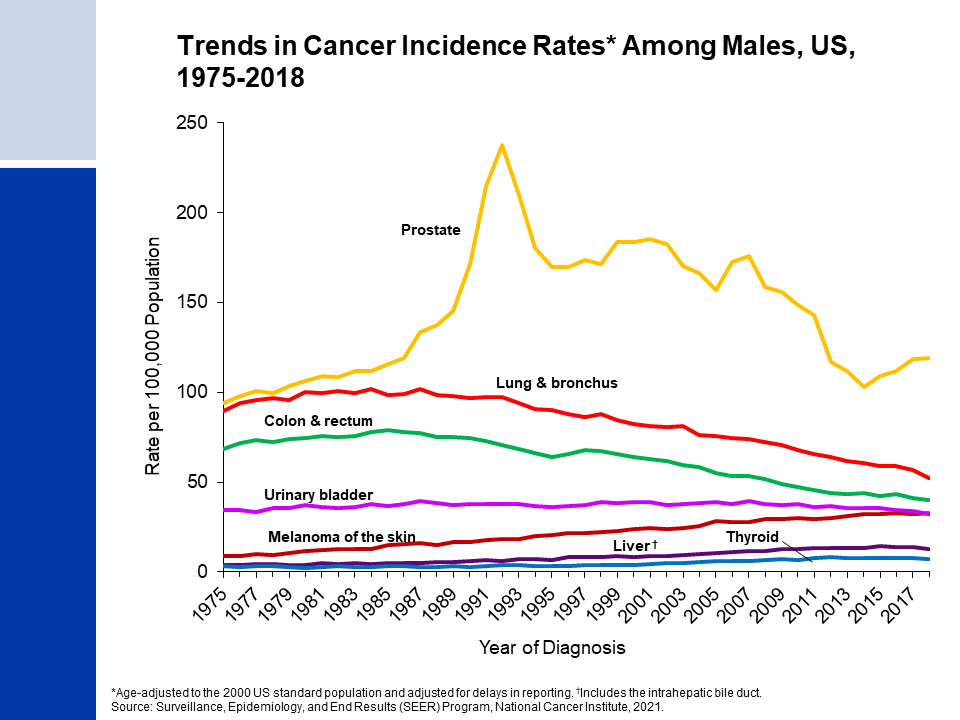 Trends in Cancer Incidence Rates* Among Males, US,
1975-2018
250
200
150
100
50
0
Rate per 100,000 Population
Prostate
Lung & bronchus
Colon & rectum
Urinary bladder
Melanoma of the skin
Liver †
Thyroid
1975
1977
1979
1981
1983
1985
1987
1989
1991
1993
1995
1997
1999
2001
2003
2005
2007
2009
2011
2013
2015
2017
Year of Diagnosis
*Age-adjusted to the 2000 US standard population and adjusted for delays in reporting. †Includes the intrahepatic bile duct.
Source: Surveillance, Epidemiology, and End Results (SEER) Program, National Cancer Institute, 2021.